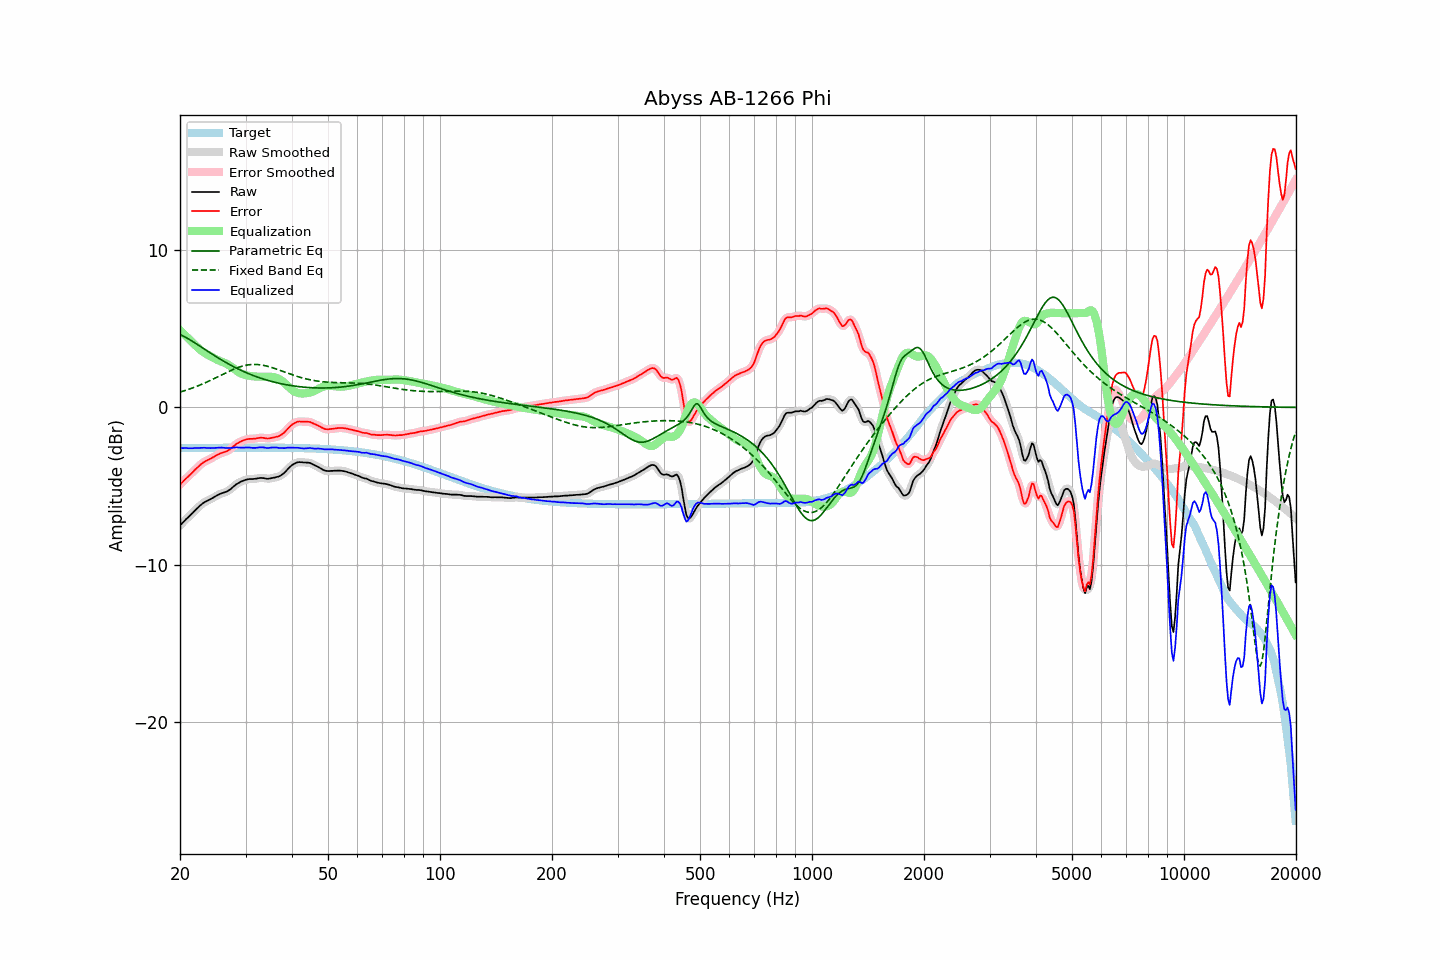 Abyss AB-1266 Phi
Target
Raw Smoothed
Error Smoothed
Raw
Error
Equalization
Parametric Eq
Fixed Band Eq
Equalized
10
0
−10
−20
Amplitude (dBr)
20
50
100
200
500
1000
2000
5000
10000
20000
Frequency (Hz)